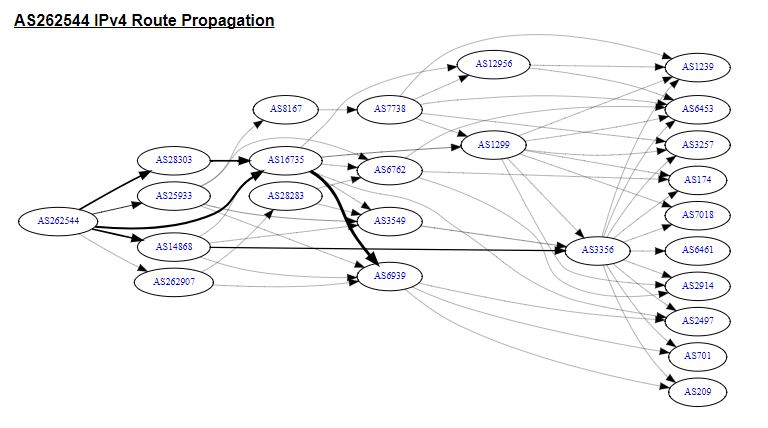 AS262544 IPv4 Route Propagation
AS12956
AS1239
AS8167
AS7738
AS6453
AS1299
AS3257
AS28303
AS16735
AS6762
AS174
AS25933
AS28283
AS7018
AS262544
AS3549
AS14868
AS3356
AS6461
AS262907
AS6939
AS2914
AS2497
AS701
AS209